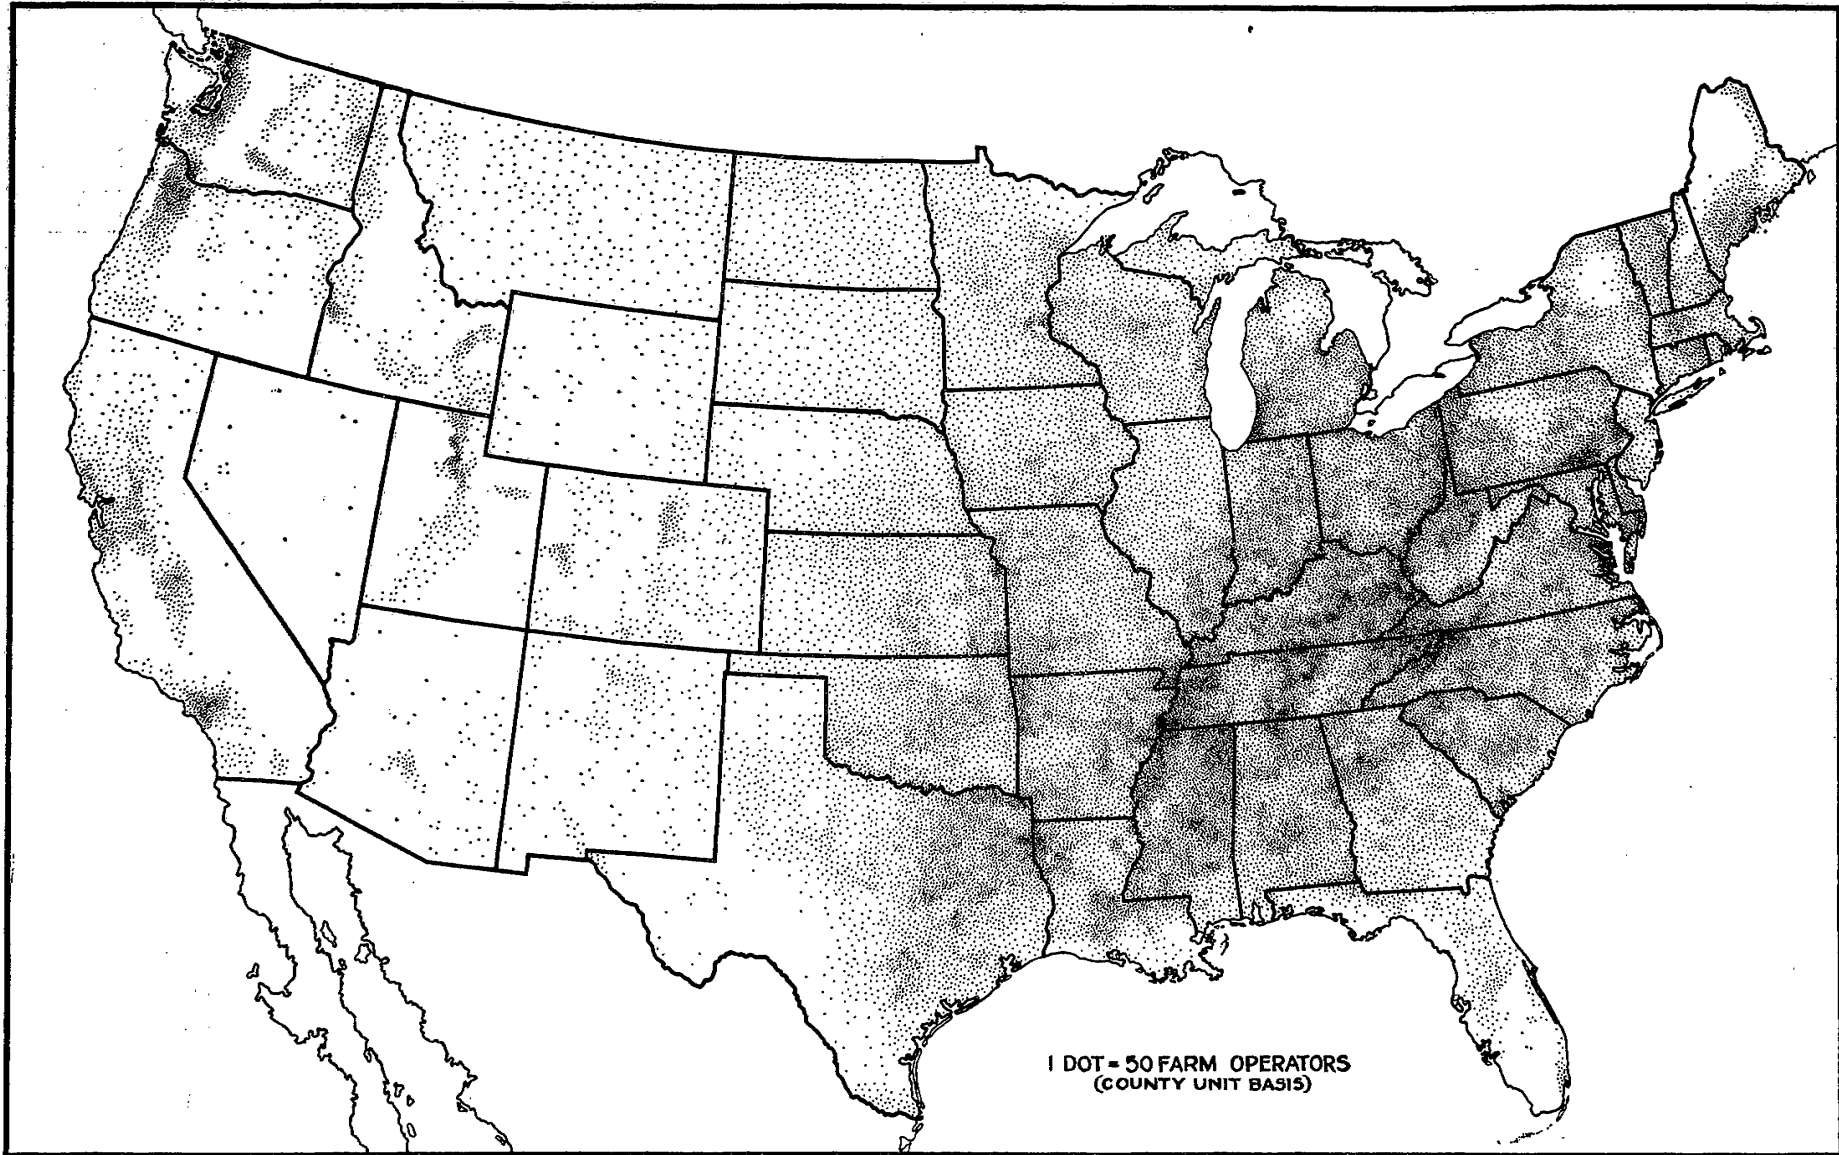 1 DOT = 50 FARM OPERATORS
(COUNTY UNIT BASIS)